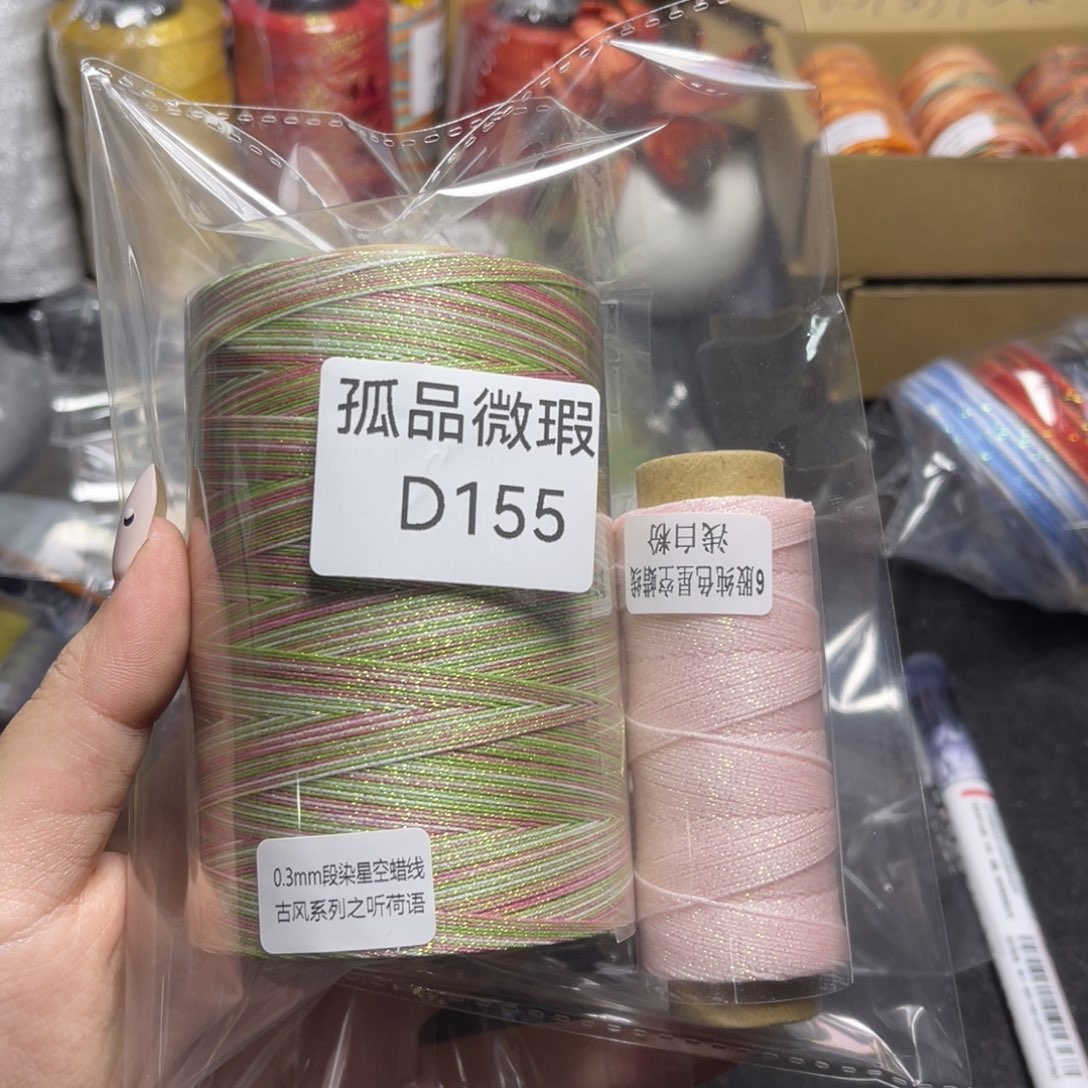 孤品微瑕
D155
0.3mm段染星空蜡线
古风系列之听荷语
6股纯色星空蜡线
浅白粉